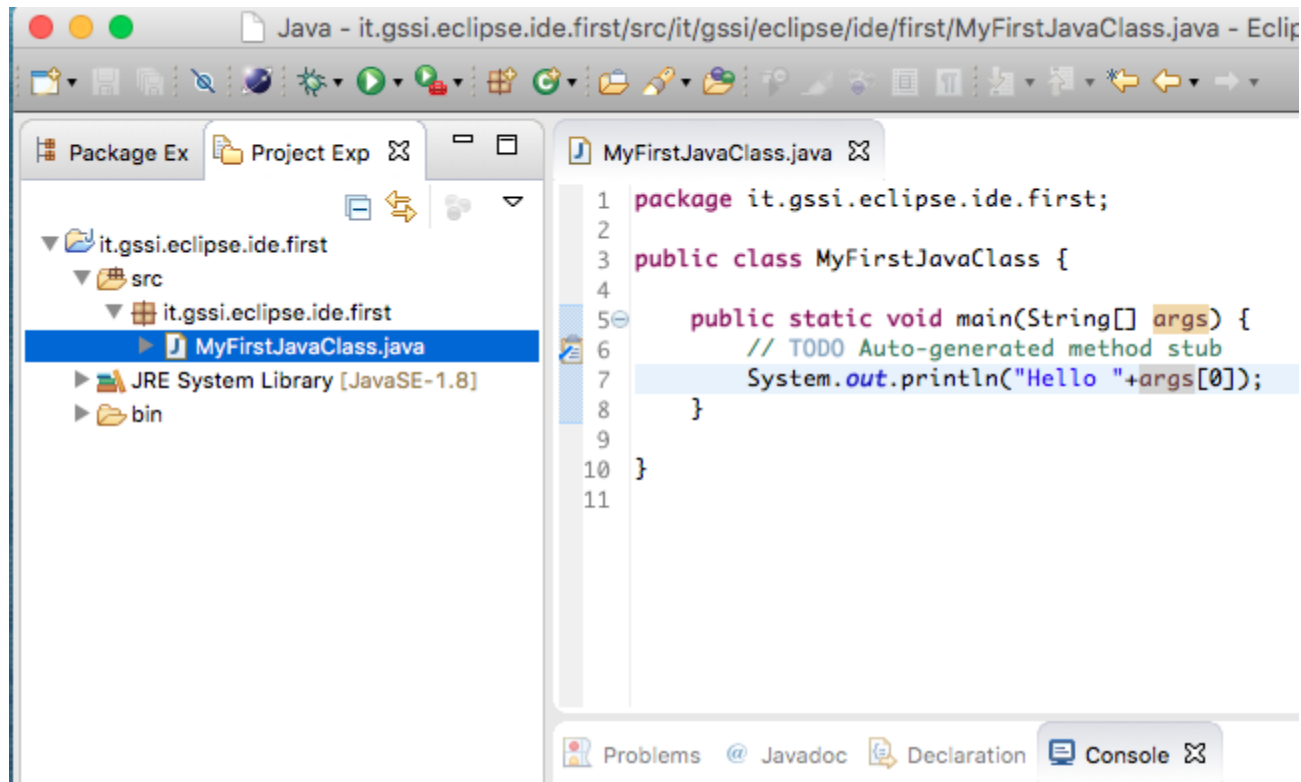 Java - it.gssi.eclipse.ide.first/src/it/gssi/eclipse/ide/first/MyFirstJavaClass.java - Eclip
Package Ex
Project Exp
it.gssi.eclipse.ide.first
src
it.gssi.eclipse.ide.first
MyFirstJavaClass.java
JRE System Library [JavaSE-1.8]
bin
MyFirstJavaClass.java
1 package it.gssi.eclipse.ide.first;
2
3 public class MyFirstJavaClass {
4
5 public static void main(String[] args) {
6 // TODO Auto-generated method stub
7 System.out.println("Hello "+args[0]);
8 }
9
10 }
11
Problems @ Javadoc Declaration Console